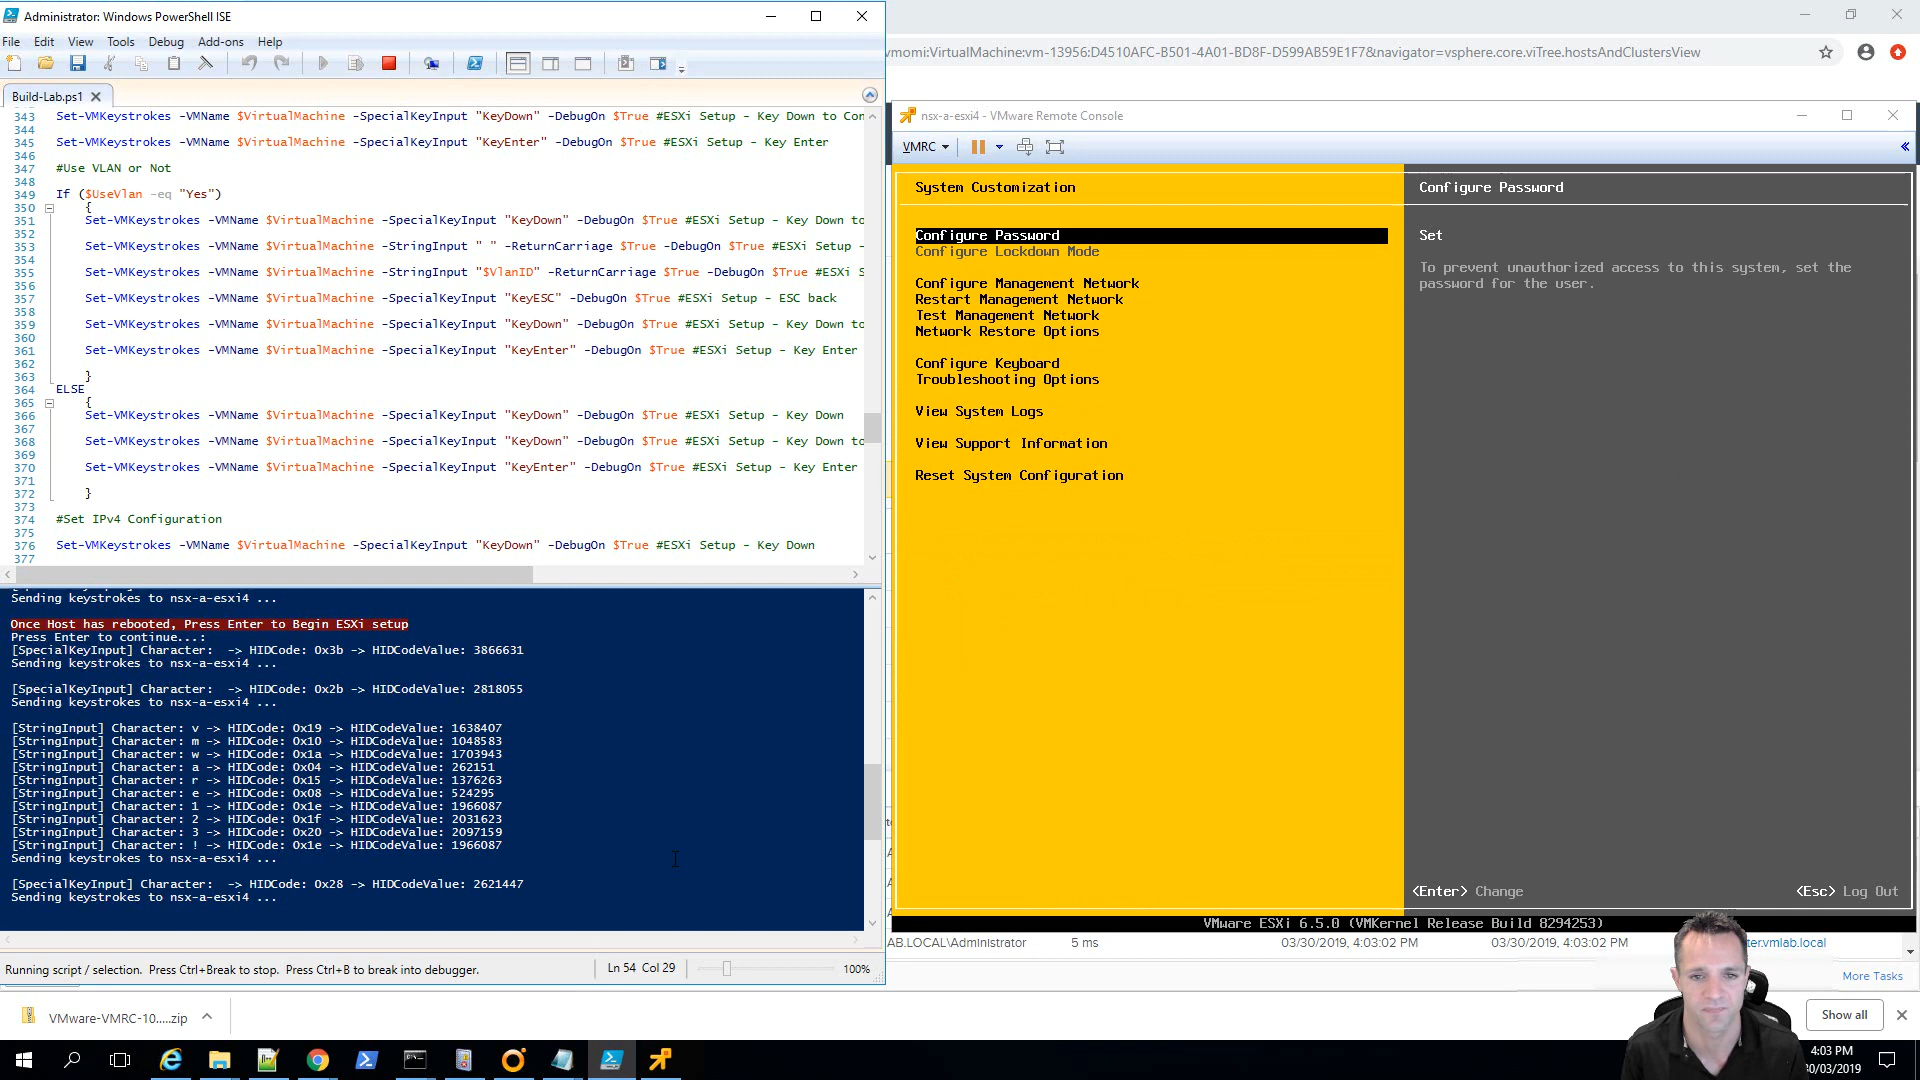 Administrator: Windows PowerShell ISE
File Edit View Tools Debug Add-ons Help
Build-Lab.ps1
343 Set-VMKeystrokes -VMName $VirtualMachine -SpecialKeyInput "KeyDown" -DebugOn $True #ESXi Setup - Key Down to Con
344
345 Set-VMKeystrokes -VMName $VirtualMachine -SpecialKeyInput "KeyEnter" -DebugOn $True #ESXi Setup - Key Enter
346
347 #Use VLAN or Not
348
349 If ($UseVlan -eq "Yes")
350 {
351 Set-VMKeystrokes -VMName $VirtualMachine -SpecialKeyInput "KeyDown" -DebugOn $True #ESXi Setup - Key Down to
352
353 Set-VMKeystrokes -VMName $VirtualMachine -StringInput " " -ReturnCarriage $True -DebugOn $True #ESXi Setup -
354
355 Set-VMKeystrokes -VMName $VirtualMachine -StringInput "$VlanID" -ReturnCarriage $True -DebugOn $True #ESXi S
356
357 Set-VMKeystrokes -VMName $VirtualMachine -SpecialKeyInput "KeyESC" -DebugOn $True #ESXi Setup - ESC back
358
359 Set-VMKeystrokes -VMName $VirtualMachine -SpecialKeyInput "KeyDown" -DebugOn $True #ESXi Setup - Key Down to
360
361 Set-VMKeystrokes -VMName $VirtualMachine -SpecialKeyInput "KeyEnter" -DebugOn $True #ESXi Setup - Key Enter
362
363 }
364 ELSE
365 {
366 Set-VMKeystrokes -VMName $VirtualMachine -SpecialKeyInput "KeyDown" -DebugOn $True #ESXi Setup - Key Down
367
368 Set-VMKeystrokes -VMName $VirtualMachine -SpecialKeyInput "KeyDown" -DebugOn $True #ESXi Setup - Key Down to
369
370 Set-VMKeystrokes -VMName $VirtualMachine -SpecialKeyInput "KeyEnter" -DebugOn $True #ESXi Setup - Key Enter
371
372 }
373
374 #Set IPv4 Configuration
375
376 Set-VMKeystrokes -VMName $VirtualMachine -SpecialKeyInput "KeyDown" -DebugOn $True #ESXi Setup - Key Down
377
Sending keystrokes to nsx-a-esxi4 ...
Once Host has rebooted, Press Enter to Begin ESXi setup
Press Enter to continue...:
[SpecialKeyInput] Character:  -> HIDCode: 0x3b -> HIDCodeValue: 3866631
Sending keystrokes to nsx-a-esxi4 ...
[SpecialKeyInput] Character:  -> HIDCode: 0x2b -> HIDCodeValue: 2818055
Sending keystrokes to nsx-a-esxi4 ...
[StringInput] Character: v -> HIDCode: 0x19 -> HIDCodeValue: 1638407
[StringInput] Character: m -> HIDCode: 0x10 -> HIDCodeValue: 1048583
[StringInput] Character: w -> HIDCode: 0x1a -> HIDCodeValue: 1703943
[StringInput] Character: a -> HIDCode: 0x04 -> HIDCodeValue: 262151
[StringInput] Character: r -> HIDCode: 0x15 -> HIDCodeValue: 1376263
[StringInput] Character: e -> HIDCode: 0x08 -> HIDCodeValue: 524295
[StringInput] Character: 1 -> HIDCode: 0x1e -> HIDCodeValue: 1966087
[StringInput] Character: 2 -> HIDCode: 0x1f -> HIDCodeValue: 2031623
[StringInput] Character: 3 -> HIDCode: 0x20 -> HIDCodeValue: 2097159
[StringInput] Character: ! -> HIDCode: 0x1e -> HIDCodeValue: 1966087
Sending keystrokes to nsx-a-esxi4 ...
[SpecialKeyInput] Character:  -> HIDCode: 0x28 -> HIDCodeValue: 2621447
Sending keystrokes to nsx-a-esxi4 ...
Running script / selection. Press Ctrl+Break to stop. Press Ctrl+B to break into debugger.
Ln 54 Col 29
100%
vmomi:VirtualMachine:vm-13956:D4510AFC-B501-4A01-BD8F-D599AB59E1F7&navigator=vsphere.core.viTree.hostsAndClustersView
nsx-a-esxi4 - VMware Remote Console
VMRC
System Customization
Configure Password
Configure Lockdown Mode
Configure Management Network
Restart Management Network
Test Management Network
Network Restore Options
Configure Keyboard
Troubleshooting Options
View System Logs
View Support Information
Reset System Configuration
Configure Password
Set
To prevent unauthorized access to this system, set the
password for the user.
<Enter> Change
<Esc> Log Out
VMware ESXi 6.5.0 (VMKernel Release Build 8294253)
AB.LOCAL\Administrator 5 ms 03/30/2019, 4:03:02 PM 03/30/2019, 4:03:02 PM ter.vmlab.local
More Tasks
VMware-VMRC-10.....zip
Show all
4:03 PM
30/03/2019